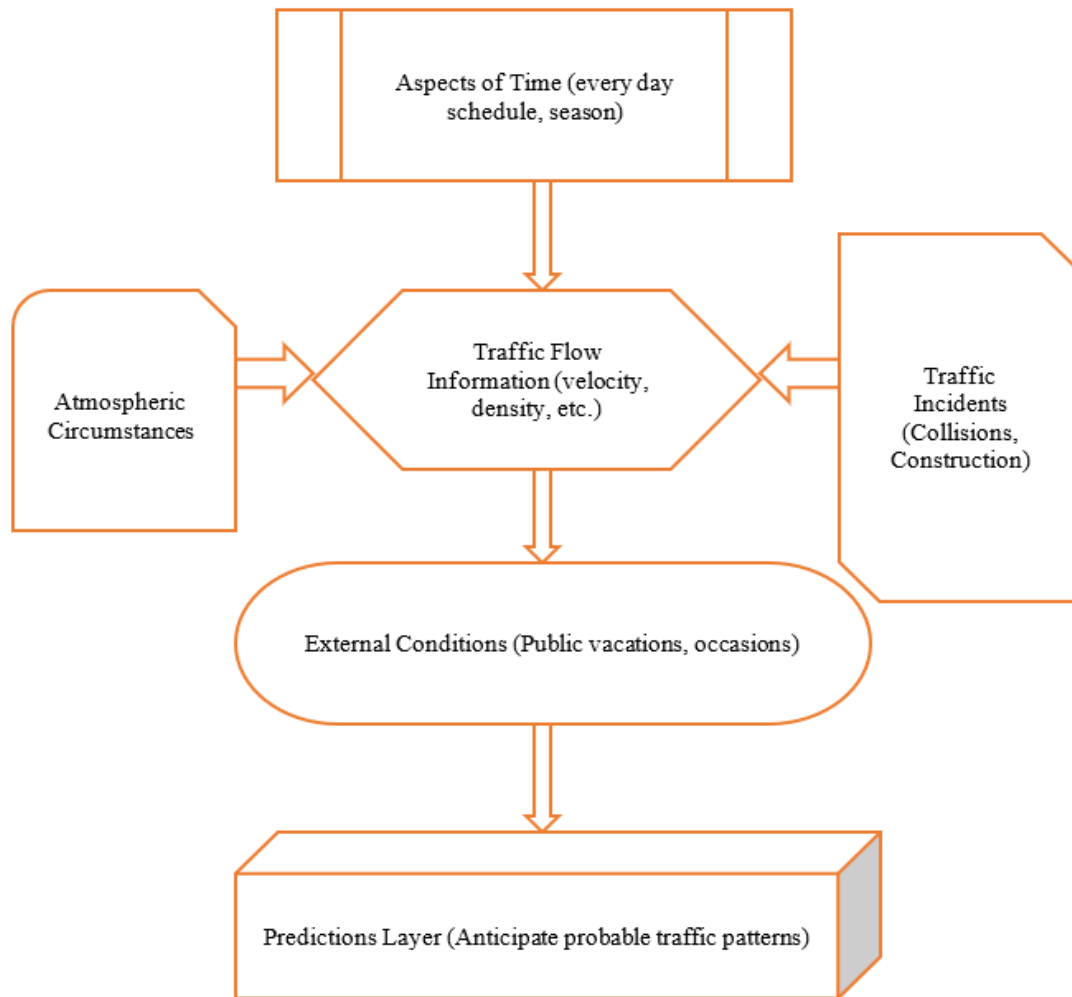 Aspects of Time (every day
schedule, season)
Traffic Flow
Information (velocity,
density, etc.)
Atmospheric
Circumstances
Traffic
Incidents
(Collisions,
Construction)
External Conditions (Public vacations, occasions)
Predictions Layer (Anticipate probable traffic patterns)